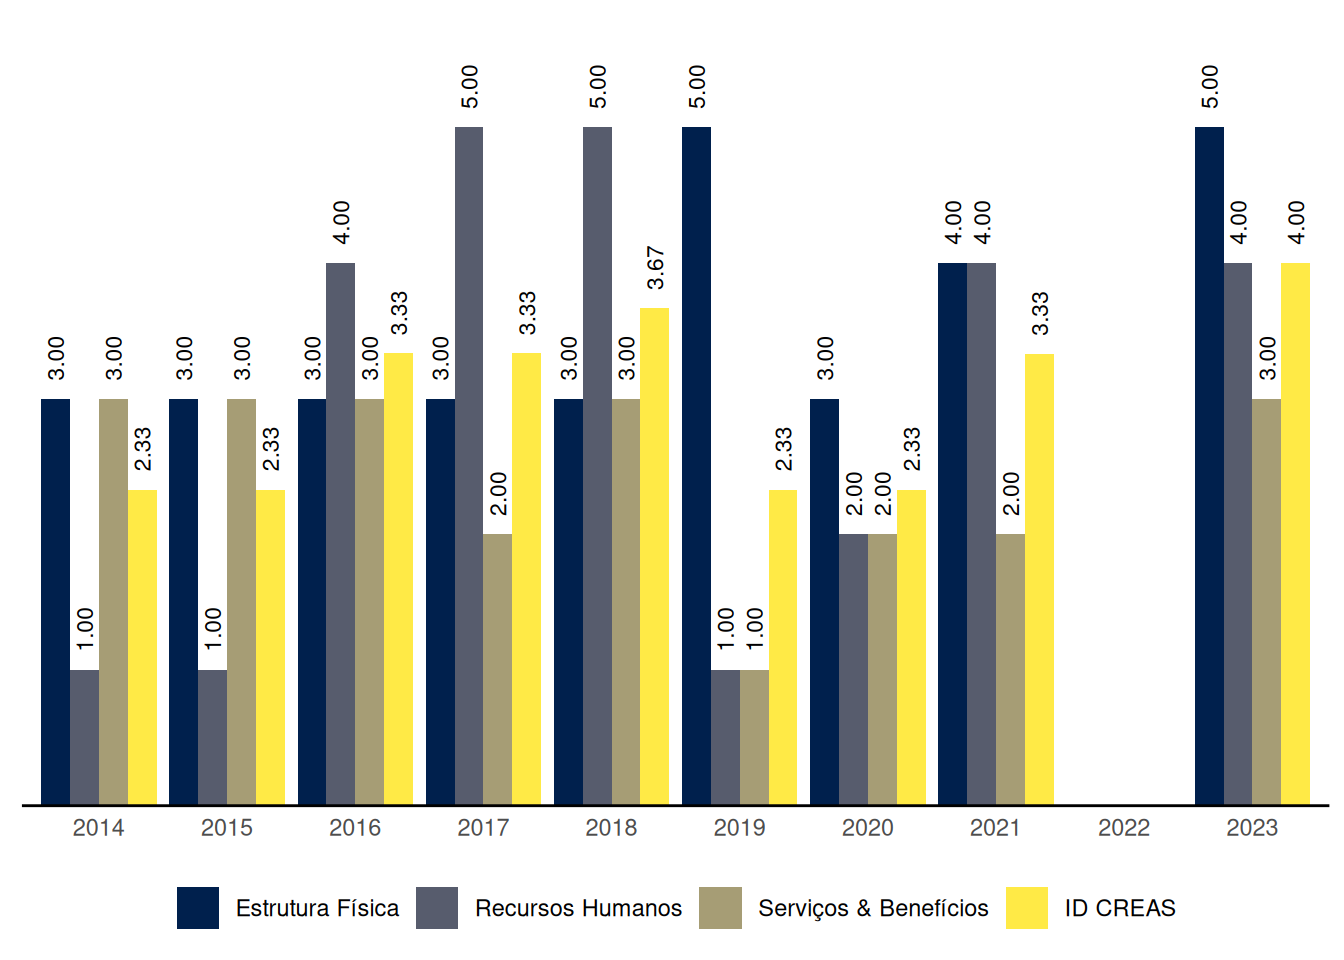 5.00 5.00 5.00 5.00
4.00 4.00 4.00 4.00 4.00
3.67
3.00 3.00 3.00 3.00 3.00 3.33 3.00 3.33 3.00 3.00 3.00 3.33 3.00
2.33 2.33 2.33 2.33
2.00 2.00 2.00 2.00
1.00 1.00 1.00 1.00
2014 2015 2016 2017 2018 2019 2020 2021 2022 2023
Estrutura Física Recursos Humanos Serviços & Benefícios ID CREAS